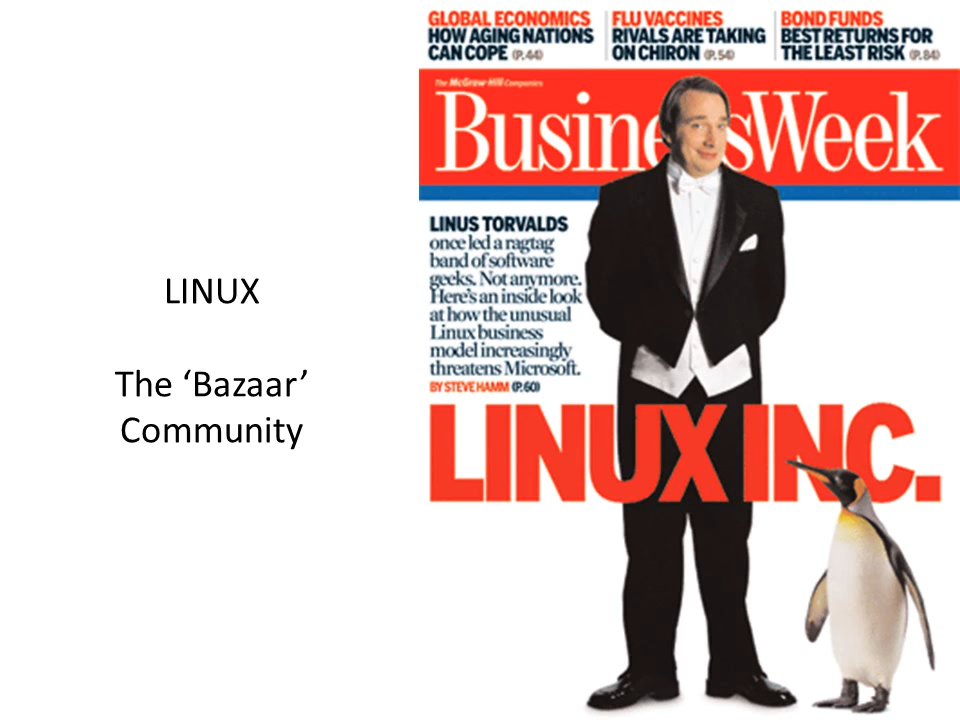 LINUX
The ‘Bazaar’
Community
GLOBAL ECONOMICS
HOW AGING NATIONS
CAN COPE (P. 44)
FLU VACCINES
RIVALS ARE TAKING
ON CHIRON (P. 54)
BOND FUNDS
BEST RETURNS FOR
THE LEAST RISK (P. 84)
The McGraw-Hill Companies
BusinessWeek
LINUS TORVALDS
once led a ragtag
band of software
geeks. Not anymore.
Here's an inside look
at how the unusual
Linux business
model increasingly
threatens Microsoft.
BY STEVE HAMM (P. 60)
LINUX INC.